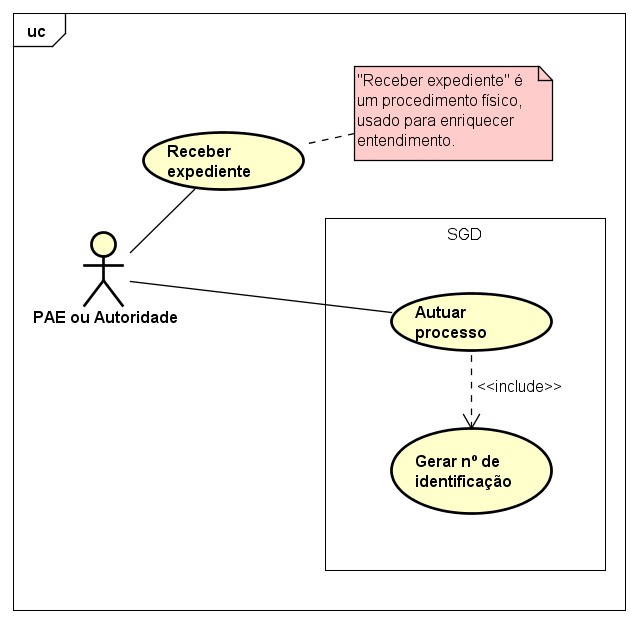 uc
"Receber expediente" é
um procedimento físico,
usado para enriquecer
entendimento.
Receber
expediente
SGD
PAE ou Autoridade
Autuar
processo
<<include>>
Gerar nº de
identificação